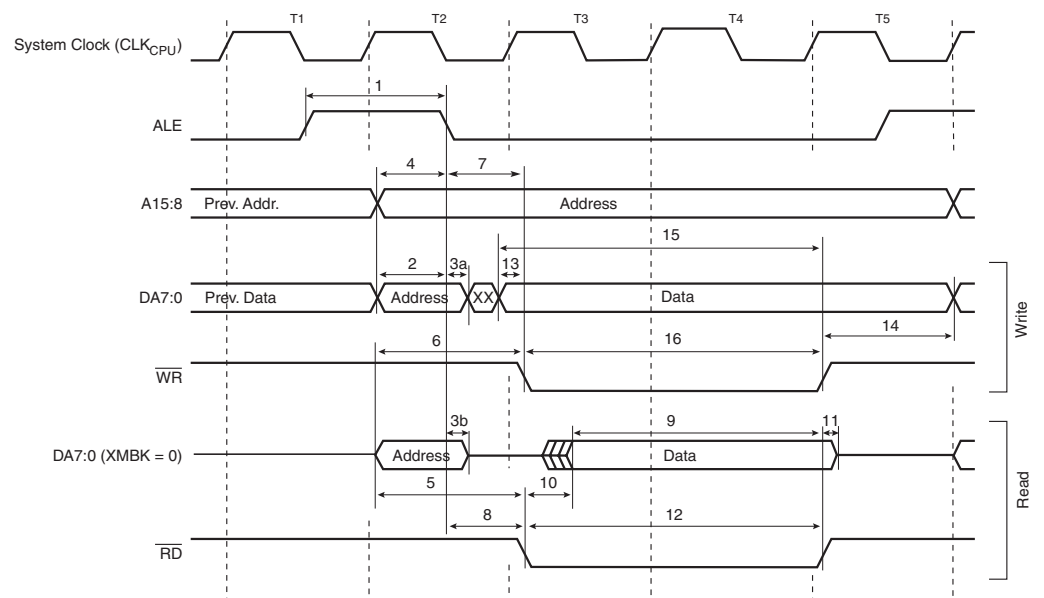 T1 T2 T3 T4 T5
System Clock (CLKCPU)
1
ALE
4 7
A15:8 Prev. Addr. Address
15
2 3a 13
DA7:0 Prev. Data Address XX Data
14
6 16
WR
Write
3b 9 11
DA7:0 (XMBK = 0) Address Data
5 10
8 12
RD
Read